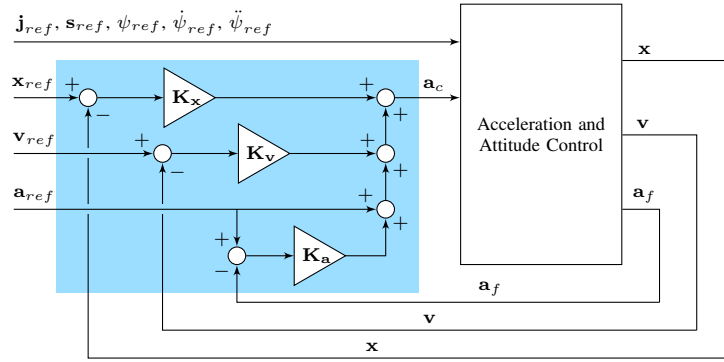 j_ref, s_ref, ψ_ref, ψ̇_ref, ψ̈_ref
x
x_ref
+
−
K_x
+
+
a_c
Acceleration and
Attitude Control
v_ref
+
−
K_v
+
+
v
a_ref
+
+
a_f
+
−
K_a
a_f
v
x